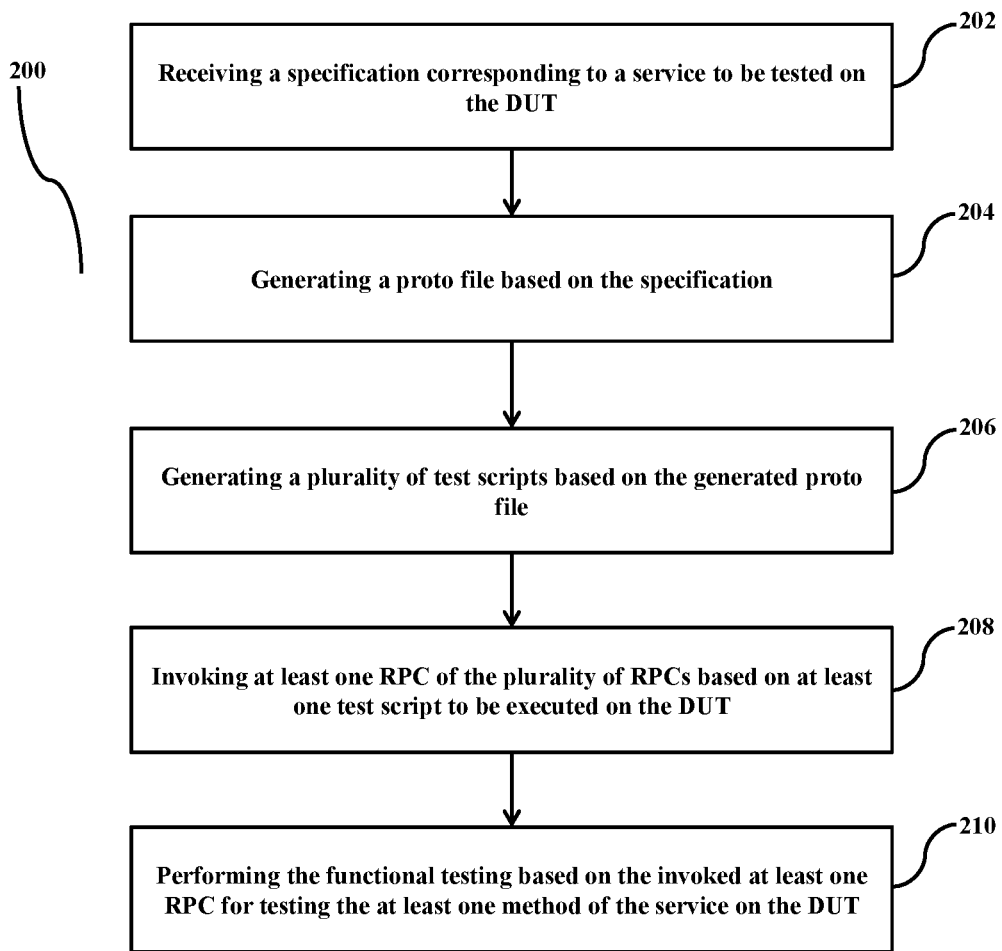 202
200
Receiving a specification corresponding to a service to be tested on
the DUT
204
Generating a proto file based on the specification
206
Generating a plurality of test scripts based on the generated proto
file
208
Invoking at least one RPC of the plurality of RPCs based on at least
one test script to be executed on the DUT
210
Performing the functional testing based on the invoked at least one
RPC for testing the at least one method of the service on the DUT